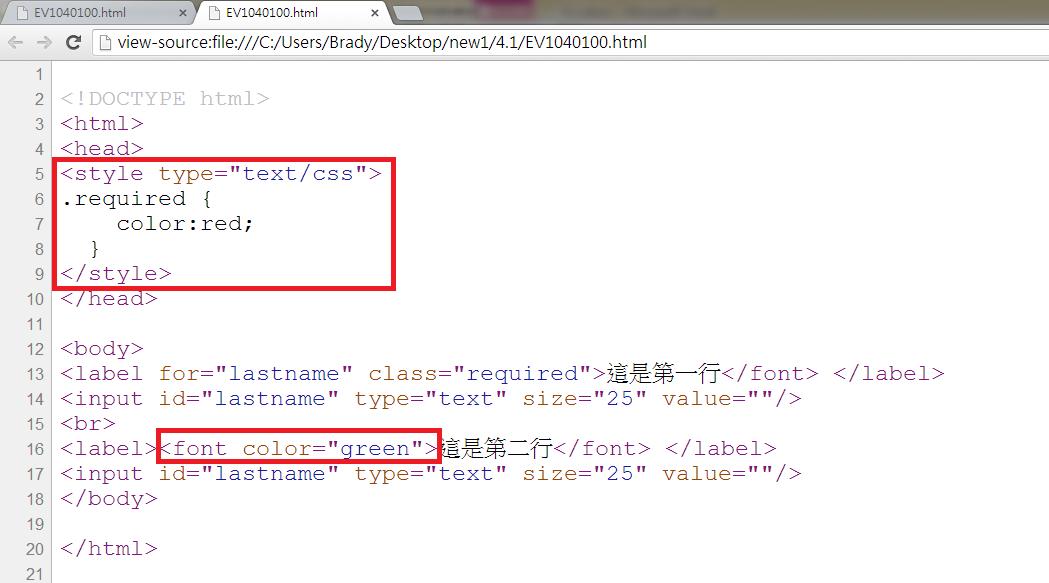 EV1040100.html × EV1040100.html ×
view-source:file:///C:/Users/Brady/Desktop/new1/4.1/EV1040100.html
1
2 <!DOCTYPE html>
3 <html>
4 <head>
5 <style type="text/css">
6 .required {
7     color:red;
8   }
9 </style>
10 </head>
11
12 <body>
13 <label for="lastname" class="required">這是第一行</font> </label>
14 <input id="lastname" type="text" size="25" value=""/>
15 <br>
16 <label><font color="green">這是第二行</font> </label>
17 <input id="lastname" type="text" size="25" value=""/>
18 </body>
19
20 </html>
21